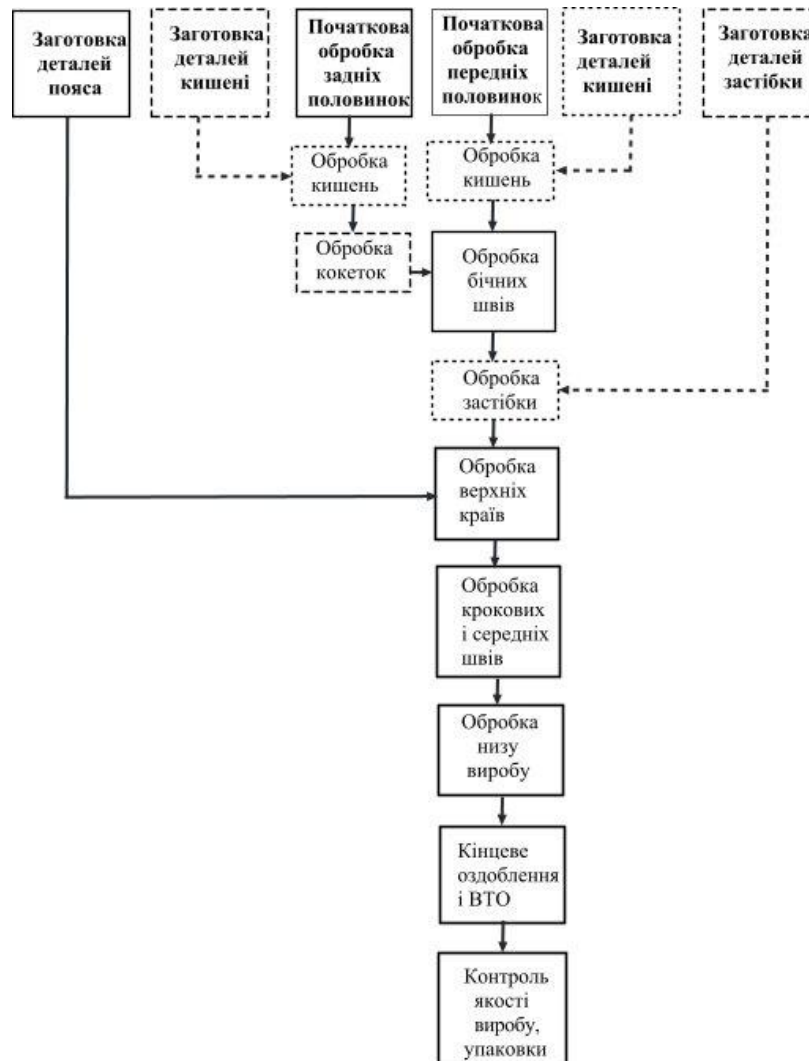 Заготовка
деталей
пояса
Заготовка
деталей
кишені
Початкова
обробка
задніх
половинок
Початкова
обробка
передніх
половинок
Заготовка
деталей
кишені
Заготовка
деталей
застібки
Обробка
кишень
Обробка
кишень
Обробка
кокеток
Обробка
бічних
швів
Обробка
застібки
Обробка
верхніх
країв
Обробка
крокових
і середніх
швів
Обробка
низу
виробу
Кінцеве
оздоблення
і ВТО
Контроль
якості
виробу,
упаковки